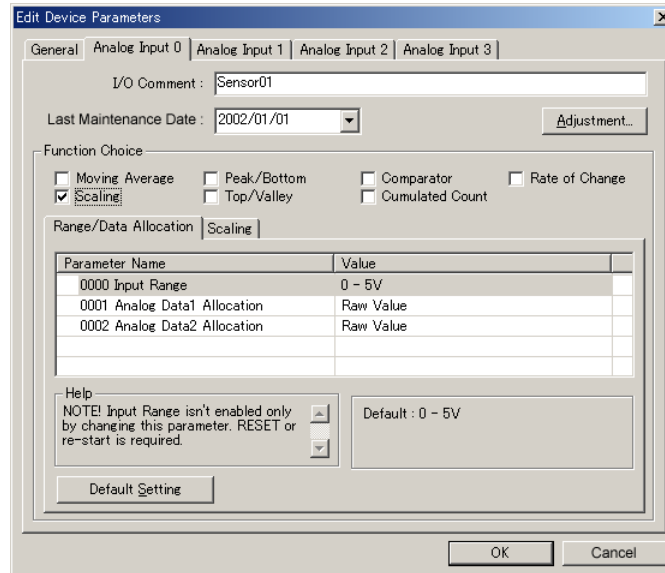 Edit Device Parameters
General Analog Input 0 Analog Input 1 Analog Input 2 Analog Input 3
I/O Comment : Sensor01
Last Maintenance Date : 2002/01/01 Adjustment...
Function Choice
Moving Average Peak/Bottom Comparator Rate of Change
Scaling Top/Valley Cumulated Count
Range/Data Allocation Scaling
Parameter Name Value
0000 Input Range 0 - 5V
0001 Analog Data1 Allocation Raw Value
0002 Analog Data2 Allocation Raw Value
Help
NOTE! Input Range isn't enabled only
by changing this parameter. RESET or
re-start is required.
Default : 0 - 5V
Default Setting
OK Cancel